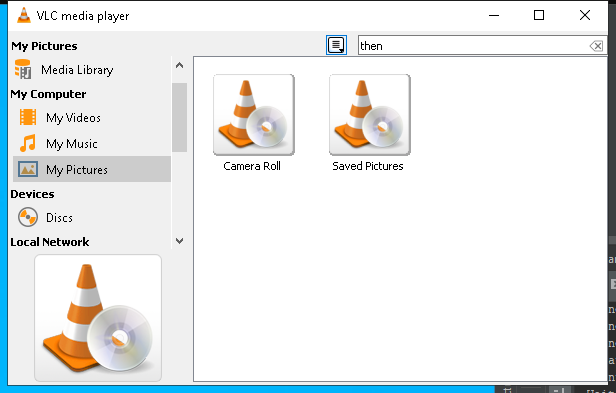 VLC media player
My Pictures
then
Media Library
My Computer
My Videos
My Music
My Pictures
Devices
Discs
Local Network
Camera Roll
Saved Pictures